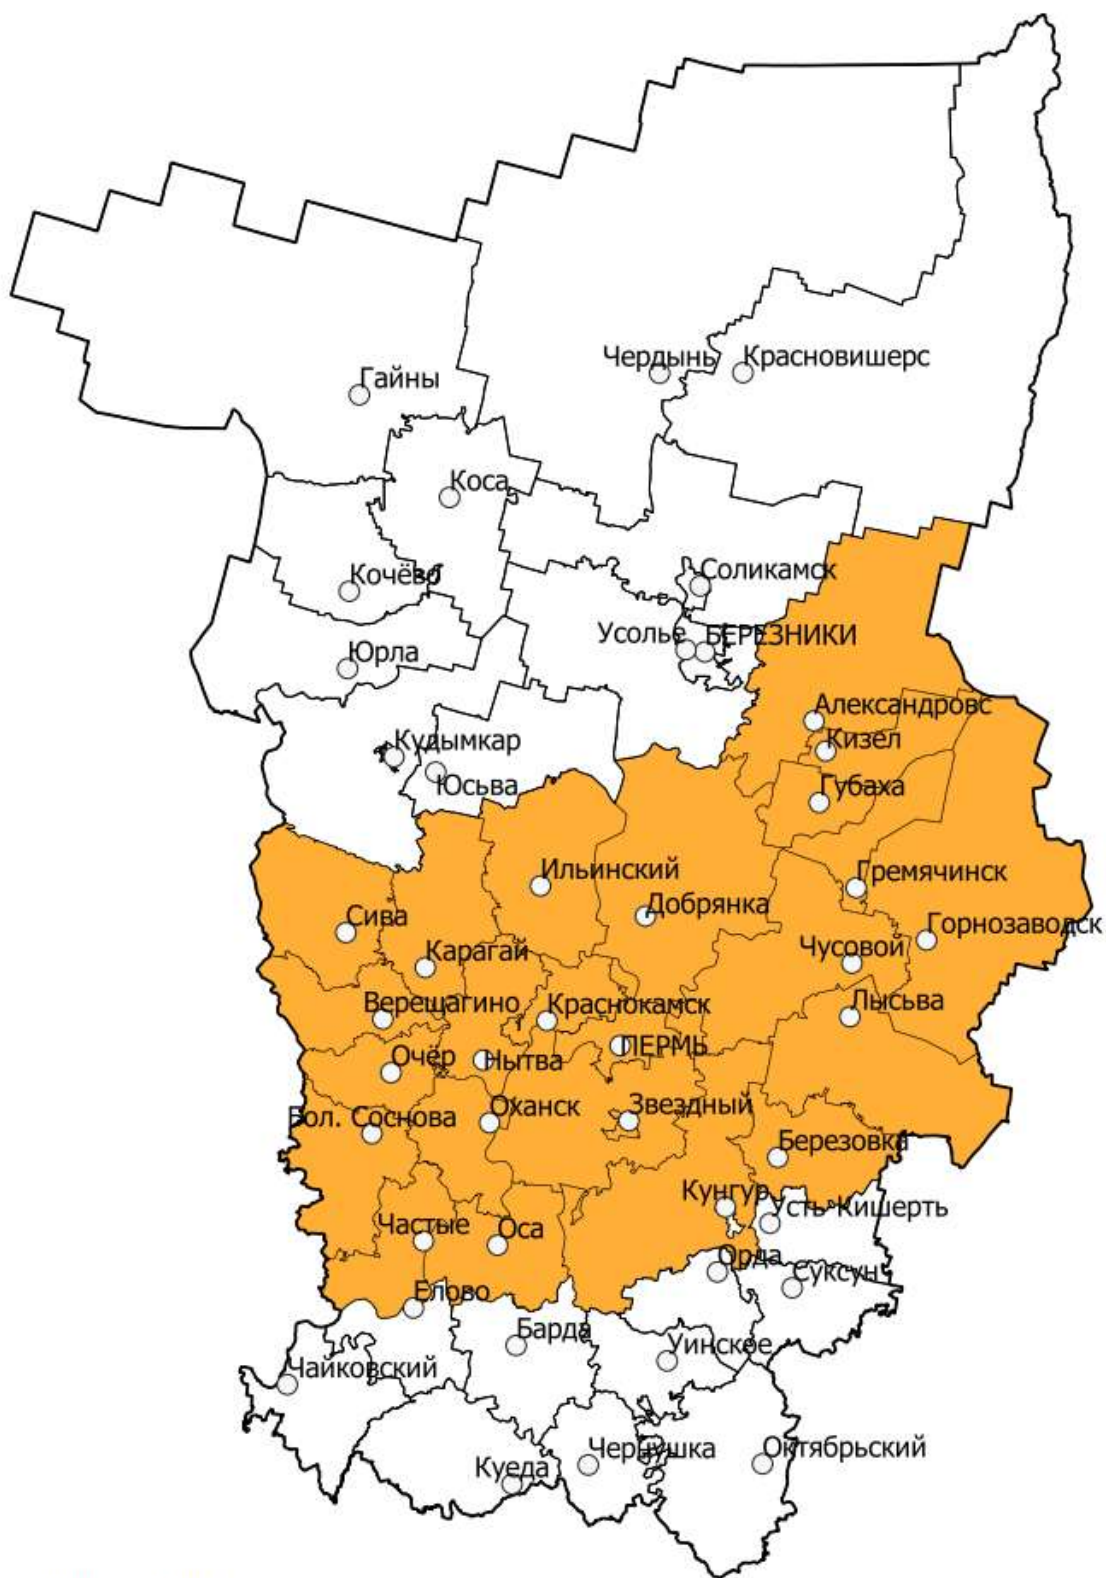 Чердынь
Красновишерс
Гайны
Коса
Соликамск
Кочёво
Усолье
БЕРЕЗНИКИ
Юрла
Александровс
Кудымкар
Кизел
Юсьва
Губаха
Ильинский
Гремячинск
Добрянка
Сива
Горнозаводск
Карагай
Чусовой
Верещагино
Краснокамск
Лысьва
ПЕРМЬ
Очёр
Нытва
Оханск
Звездный
Бол. Соснова
Березовка
Кунгур
Усть-Кишерть
Частые
Оса
Орда
Суксун
Елово
Барда
Уинское
Чайковский
Чернушка
Октябрьский
Куеда